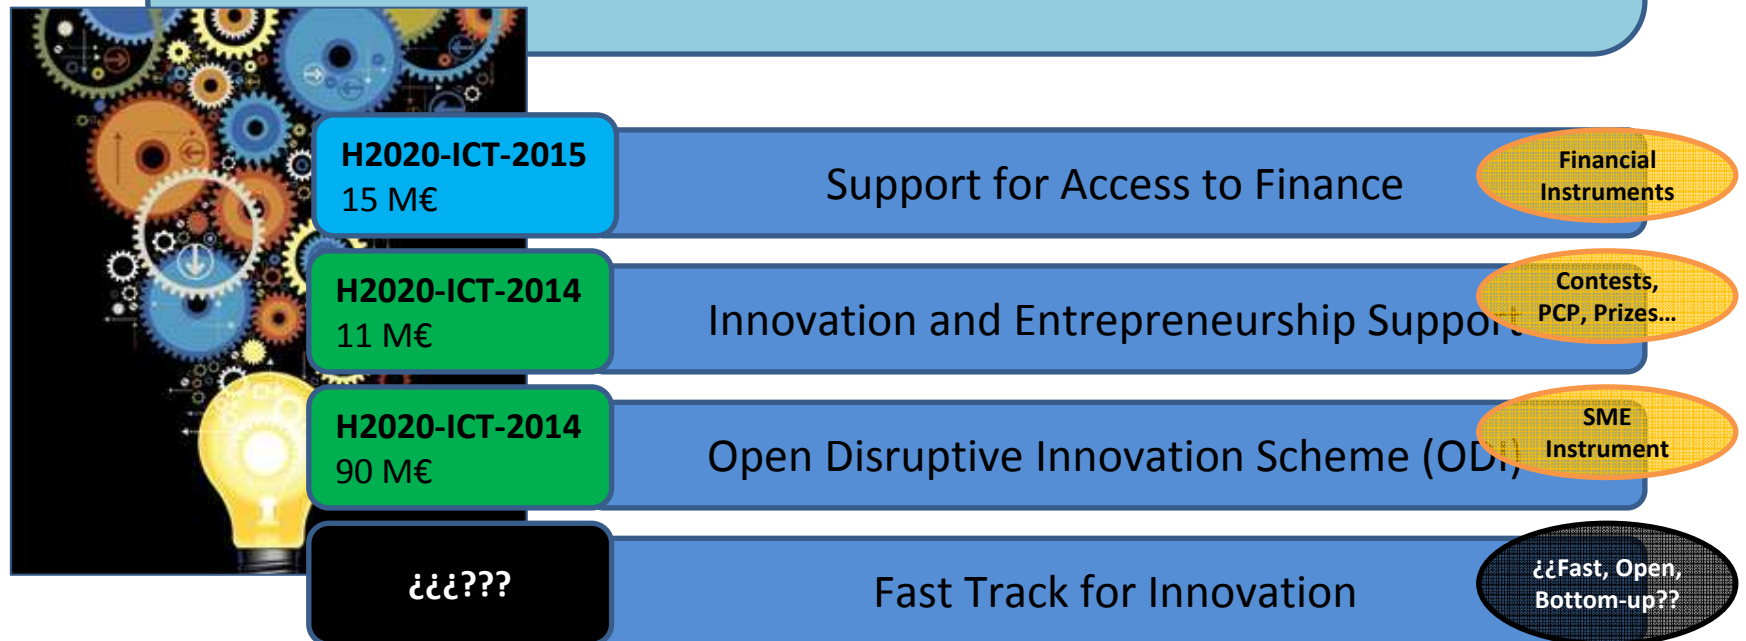 H2020-ICT-2015
15 M€
Support for Access to Finance
Financial
Instruments
H2020-ICT-2014
11 M€
Innovation and Entrepreneurship Support
Contests,
PCP, Prizes…
H2020-ICT-2014
90 M€
Open Disruptive Innovation Scheme (ODI)
SME
Instrument
¿¿¿???
Fast Track for Innovation
¿¿Fast, Open,
Bottom-up??